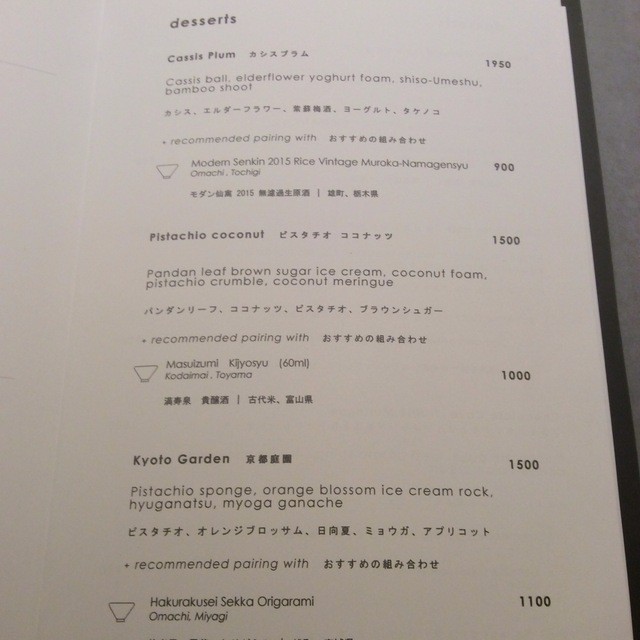 desserts
Cassis Plum カシスプラム 1950
Cassis ball, elderflower yoghurt foam, shiso-Umeshu,
bamboo shoot
カシス、エルダーフラワー、紫蘇梅酒、ヨーグルト、タケノコ
+ recommended pairing with おすすめの組み合わせ
Modern Senkin 2015 Rice Vintage Muroka-Namagensyu 900
Omachi, Tochigi
モダン仙禽 2015 無濾過生原酒 | 雄町、栃木県
Pistachio coconut ピスタチオ ココナッツ 1500
Pandan leaf brown sugar ice cream, coconut foam,
pistachio crumble, coconut meringue
パンダンリーフ、ココナッツ、ピスタチオ、ブラウンシュガー
+ recommended pairing with おすすめの組み合わせ
Masuizumi Kijyosyu (60ml) 1000
Kodaimai, Toyama
満寿泉 貴醸酒 | 古代米、富山県
Kyoto Garden 京都庭園 1500
Pistachio sponge, orange blossom ice cream rock,
hyuganatsu, myoga ganache
ピスタチオ、オレンジブロッサム、日向夏、ミョウガ、アプリコット
+ recommended pairing with おすすめの組み合わせ
Hakurakusei Sekka Origarami 1100
Omachi, Miyagi